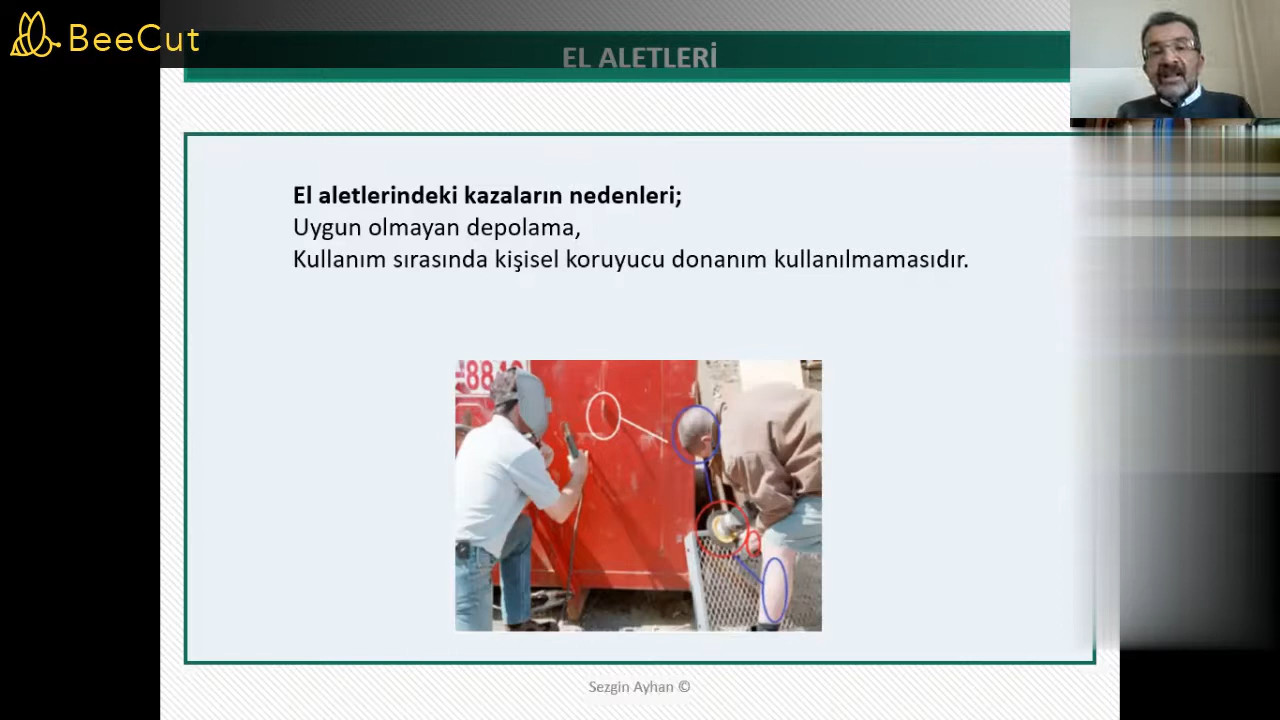 BeeCut
EL ALETLERİ
El aletlerindeki kazaların nedenleri;
Uygun olmayan depolama,
Kullanım sırasında kişisel koruyucu donanım kullanılmamasıdır.
Sezgin Ayhan ©